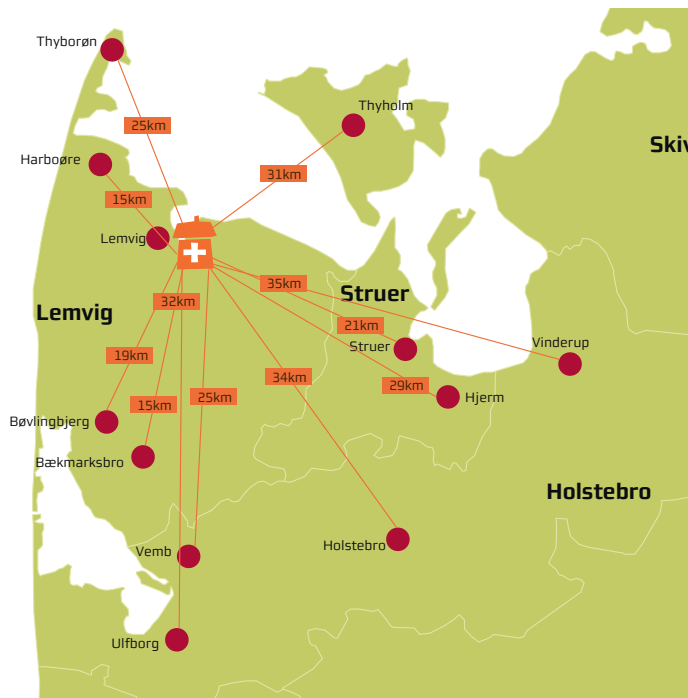 Thyborøn
Thyholm
25km
Skiv
Harboøre
31km
15km
Lemvig
35km
Struer
32km
Lemvig
21km
Struer
Vinderup
19km
34km
29km
25km
15km
Hjerm
Bøvlingbjerg
Bækmarksbro
Holstebro
Vemb
Holstebro
Ulfborg